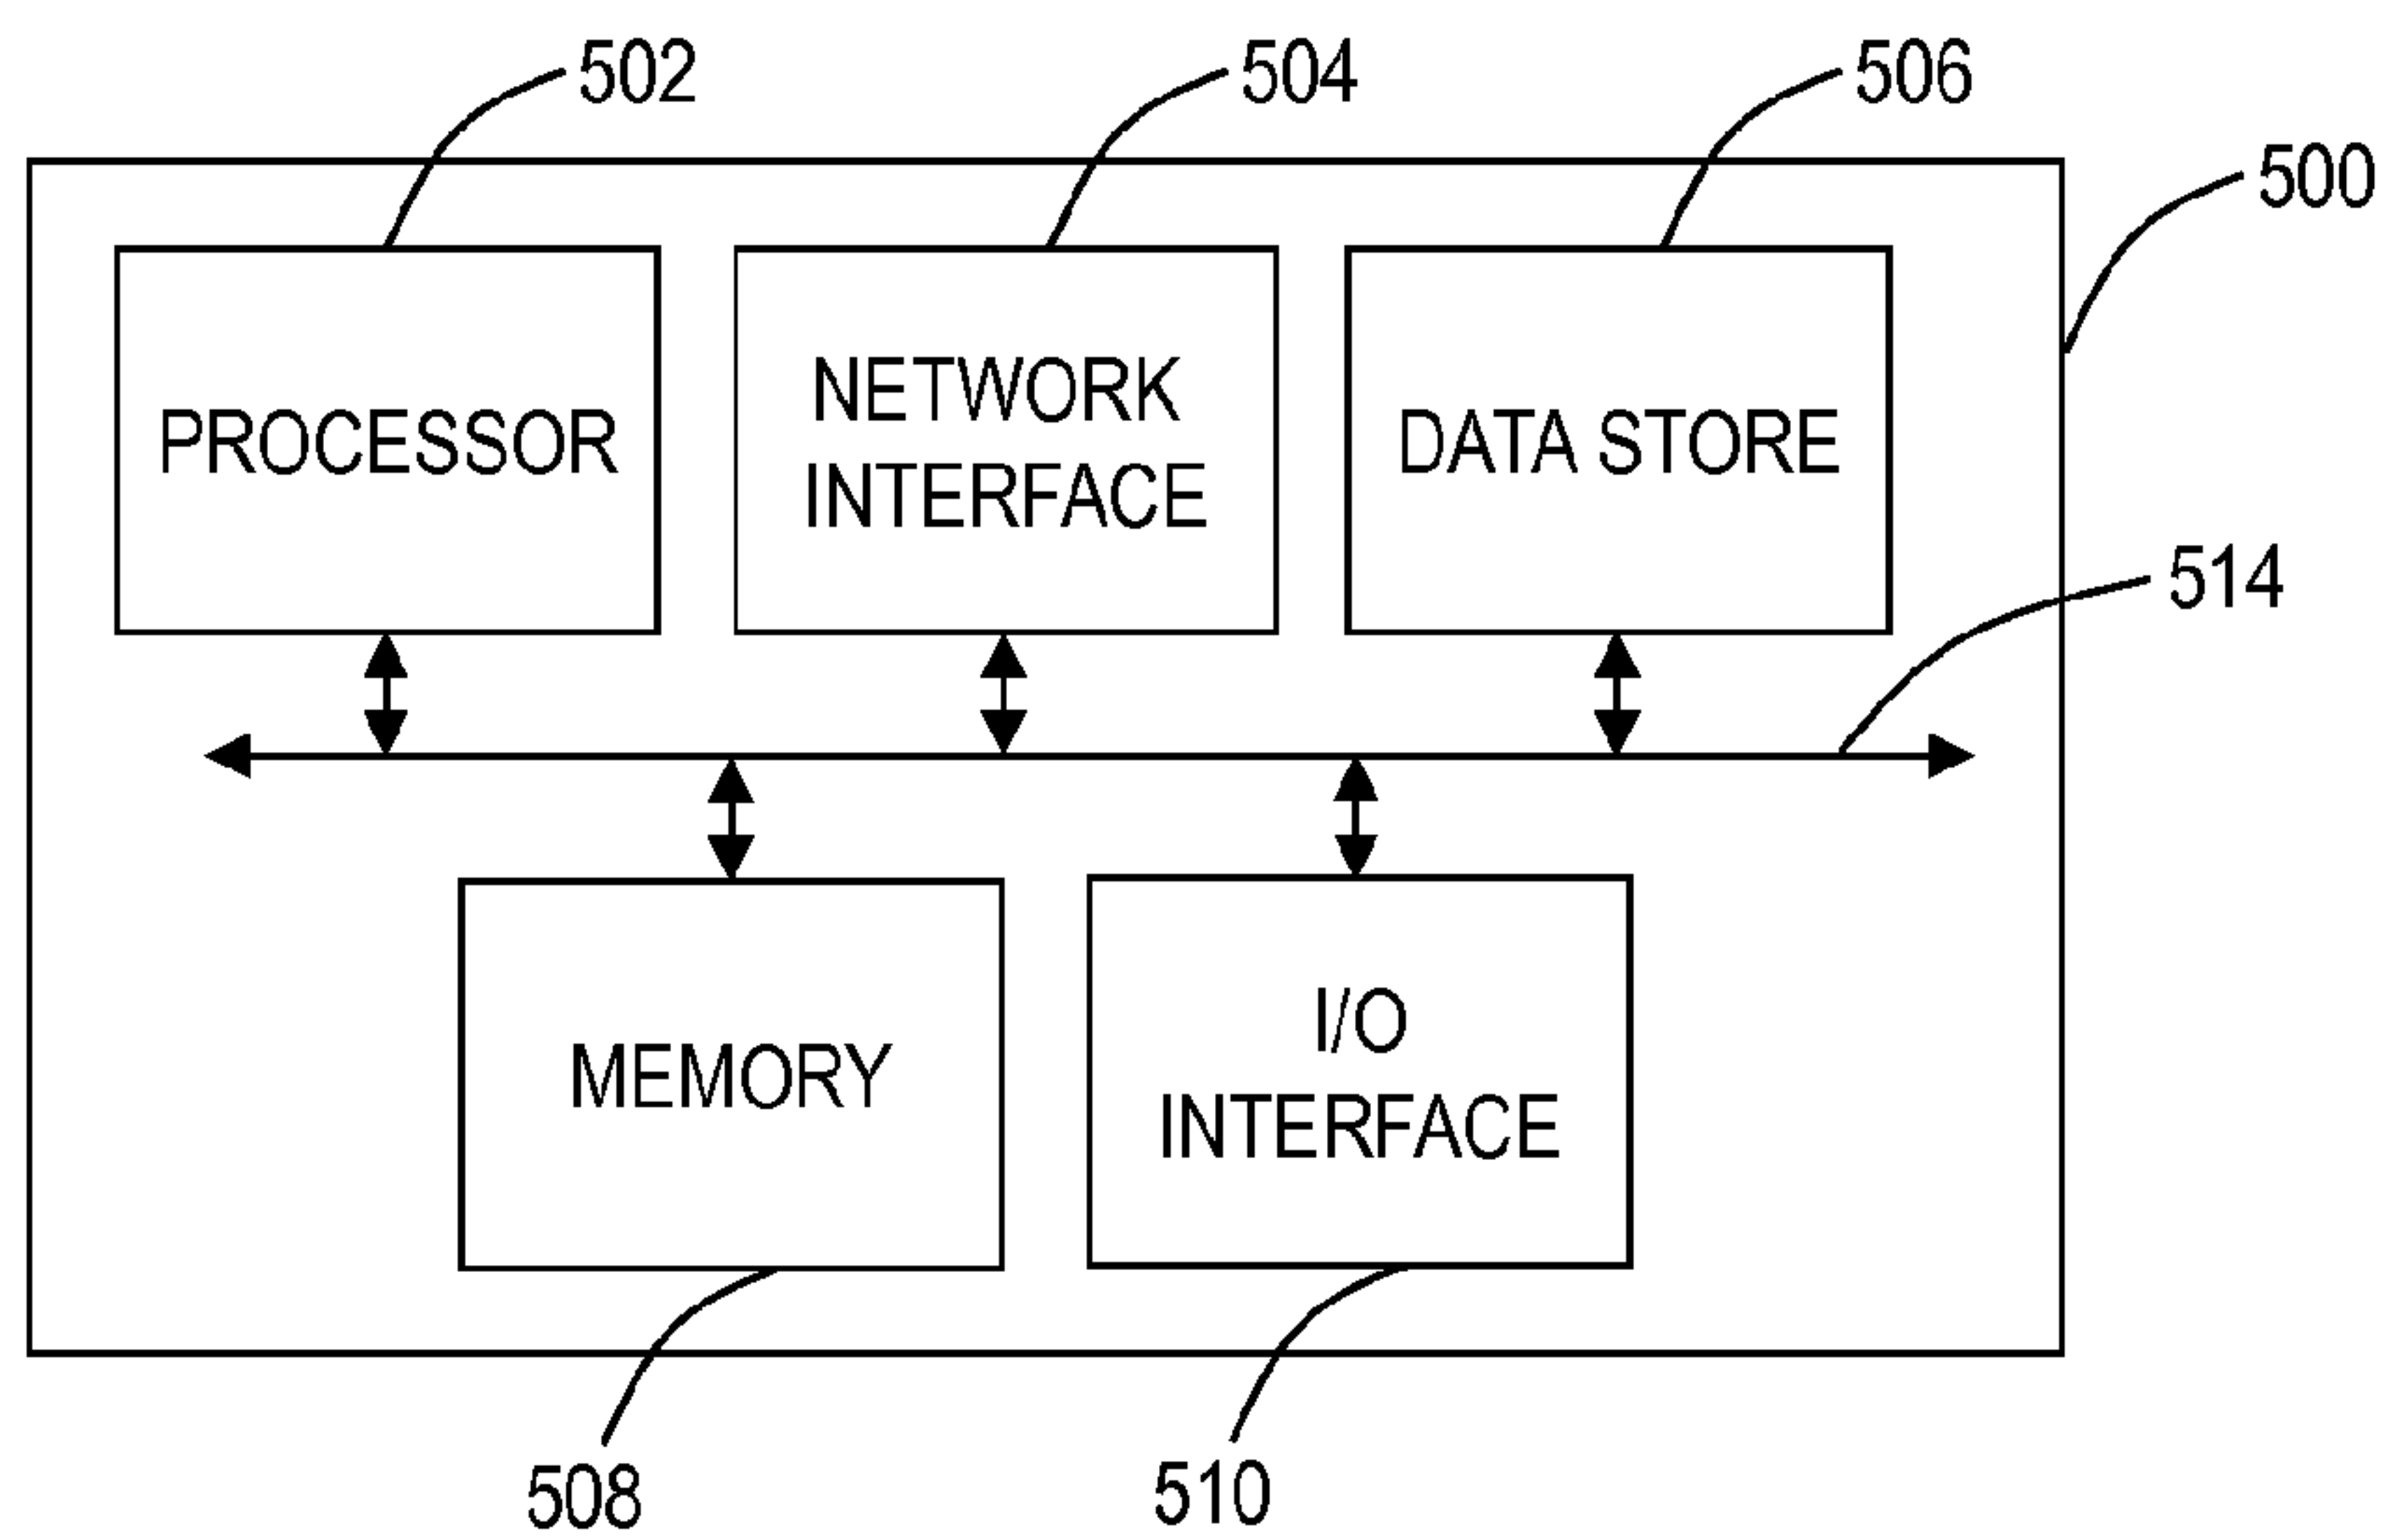 502
504
506
500
PROCESSOR
NETWORK
INTERFACE
DATA STORE
514
MEMORY
I/O
INTERFACE
508
510